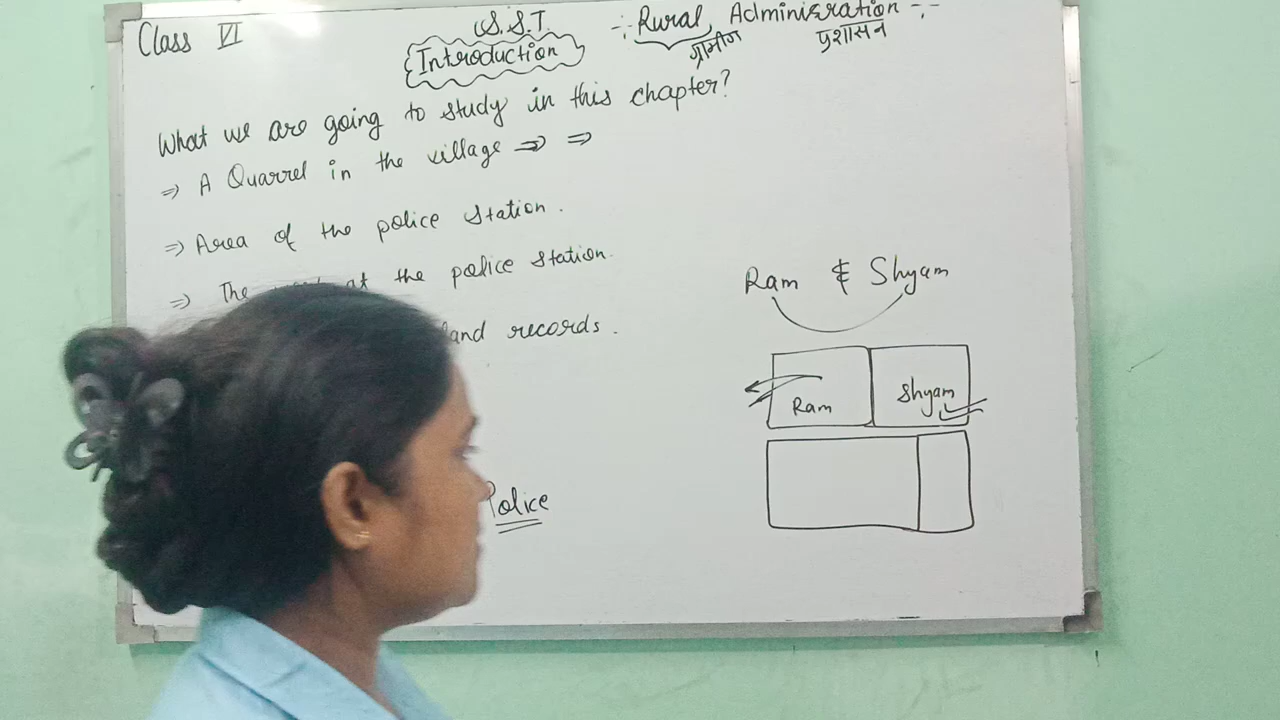 Class VI
S.S.T. -:- Rural Administration -:-
ग्रामीण प्रशासन
Introduction
What we are going to study in this chapter?
⇒ A Quarrel in the village ⇒ ⇒
⇒ Area of the police station.
⇒ The at the police station.
land records.
Ram & Shyam
Ram Shyam
Police